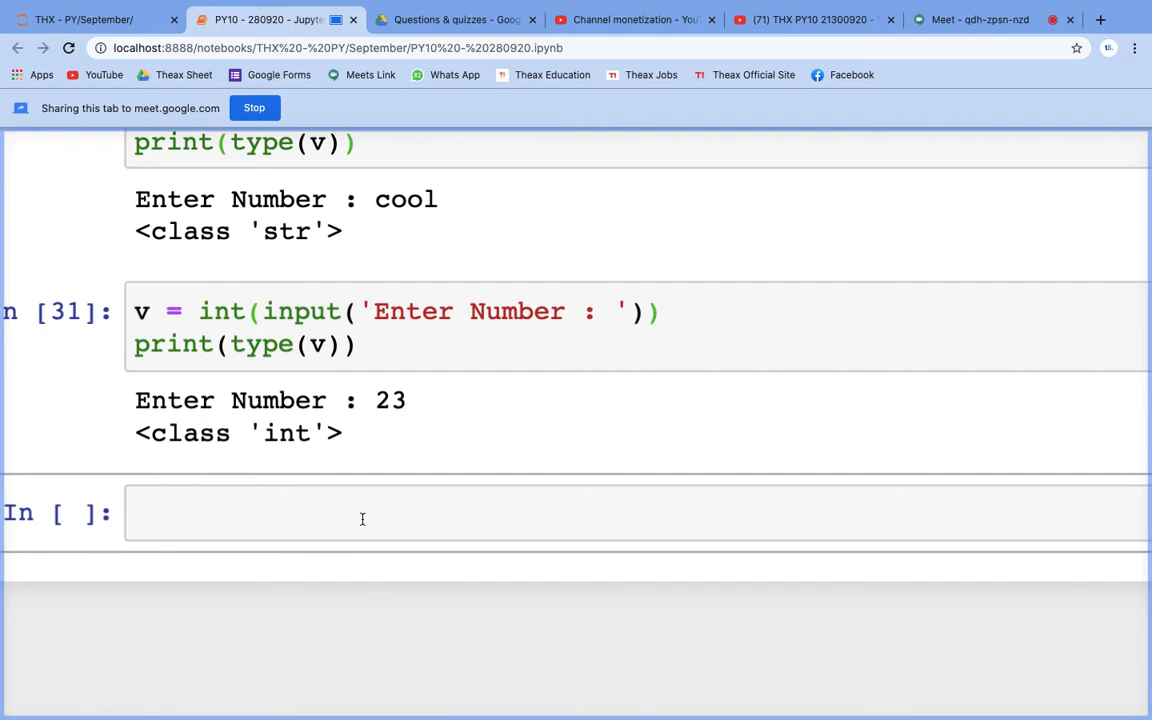 THX - PY/September/
PY10 - 280920 - Jupyte
Questions & quizzes - Goog
Channel monetization - You
(71) THX PY10 21300920 -
Meet - qdh-zpsn-nzd
localhost:8888/notebooks/THX%20-%20PY/September/PY10%20-%20280920.ipynb
Apps YouTube Theax Sheet Google Forms Meets Link Whats App Theax Education Theax Jobs Theax Official Site Facebook
Sharing this tab to meet.google.com Stop
print(type(v))
Enter Number : cool
<class 'str'>
n [31]: v = int(input('Enter Number : '))
print(type(v))
Enter Number : 23
<class 'int'>
In [ ]: